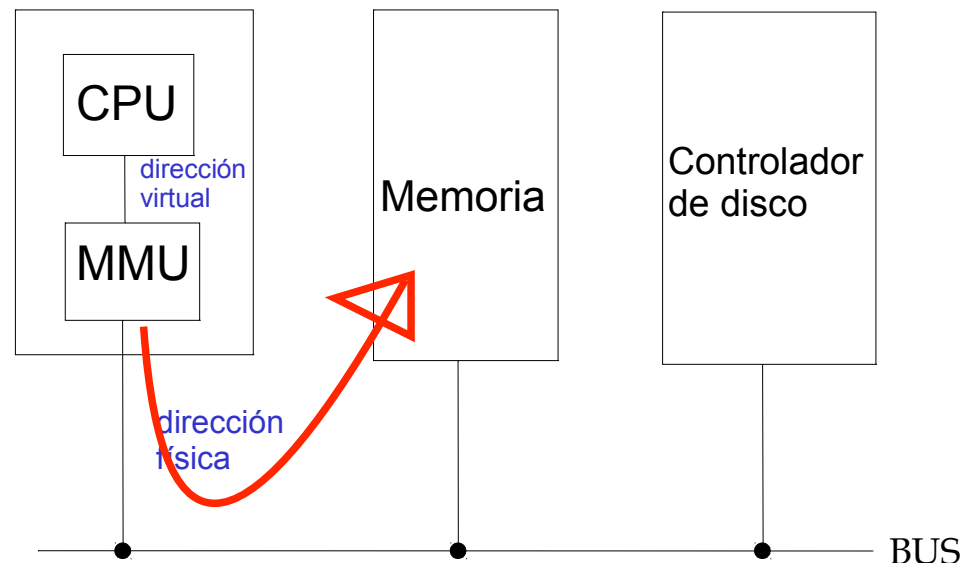 CPU
dirección
virtual
MMU
dirección
física
Memoria
Controlador
de disco
BUS